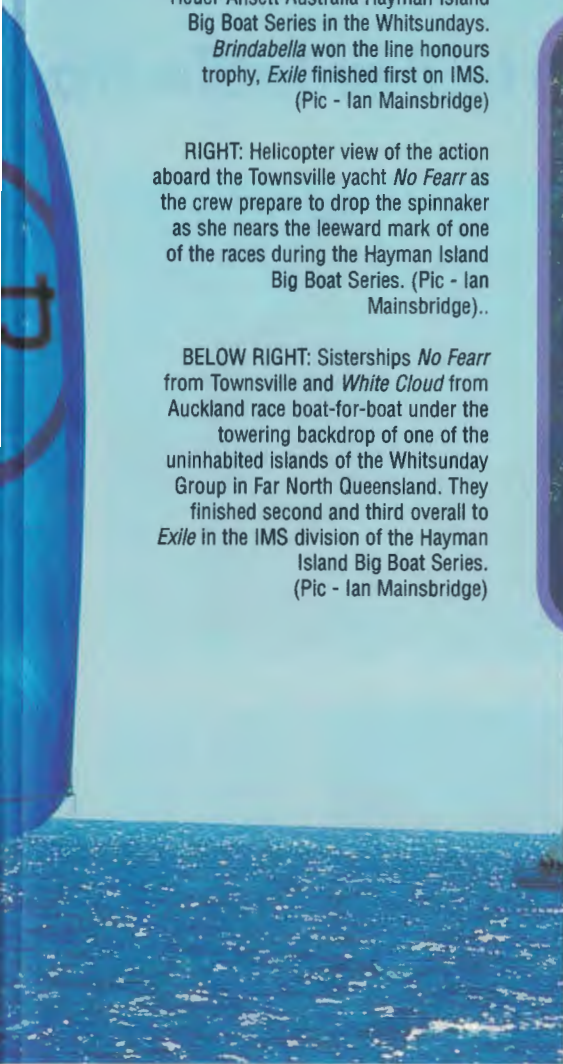 Ansett Australia Hayman Island
Big Boat Series in the Whitsundays.
Brindabella won the line honours
trophy, Exile finished first on IMS.
(Pic - Ian Mainsbridge)
RIGHT: Helicopter view of the action
aboard the Townsville yacht No Fearr as
the crew prepare to drop the spinnaker
as she nears the leeward mark of one
of the races during the Hayman Island
Big Boat Series. (Pic - Ian
Mainsbridge)..
BELOW RIGHT: Sisterships No Fearr
from Townsville and White Cloud from
Auckland race boat-for-boat under the
towering backdrop of one of the
uninhabited islands of the Whitsunday
Group in Far North Queensland. They
finished second and third overall to
Exile in the IMS division of the Hayman
Island Big Boat Series.
(Pic - Ian Mainsbridge)